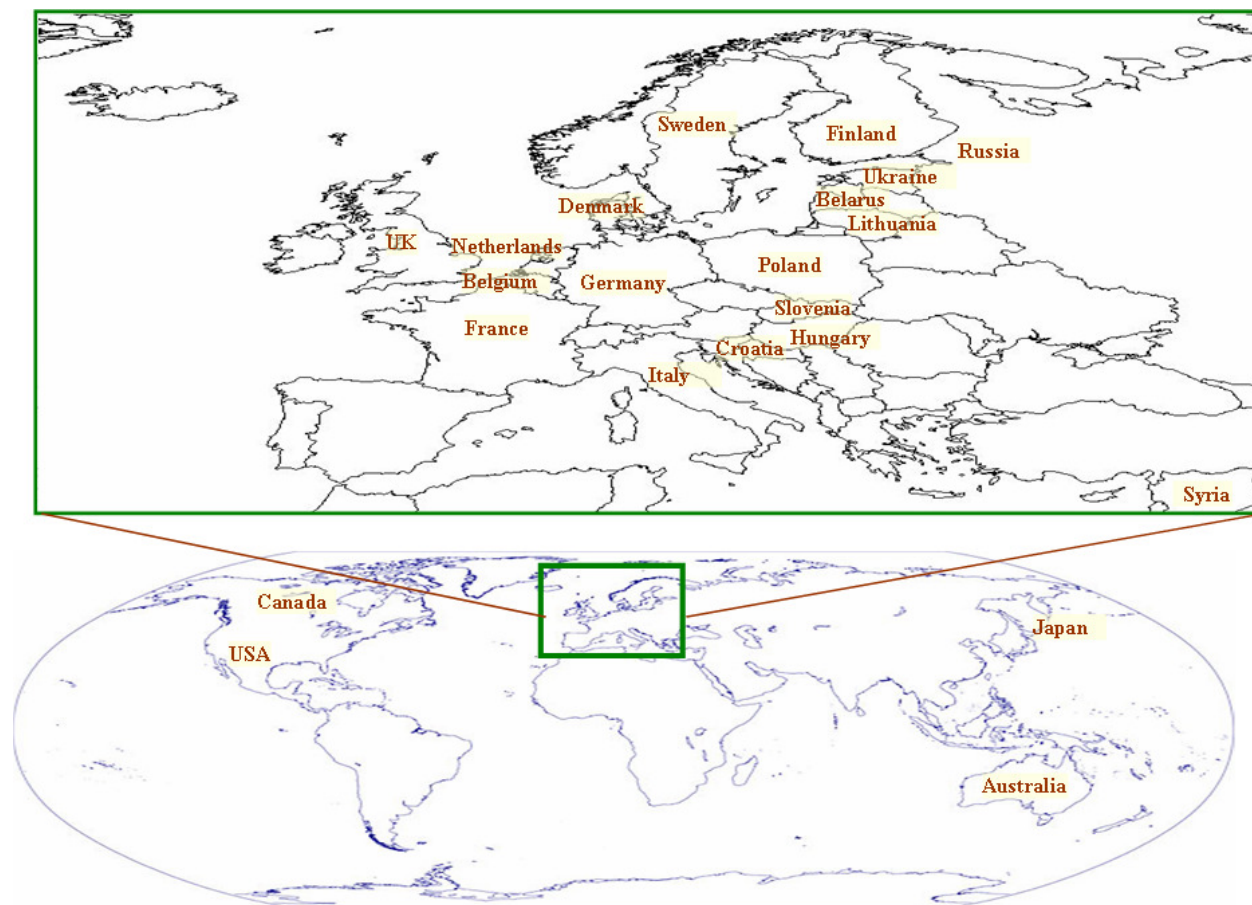 Sweden
Finland
Russia
Ukraine
Belarus
Denmark
Lithuania
UK
Netherlands
Poland
Belgium
Germany
Slovenia
France
Hungary
Croatia
Italy
Syria
Canada
Japan
USA
Australia